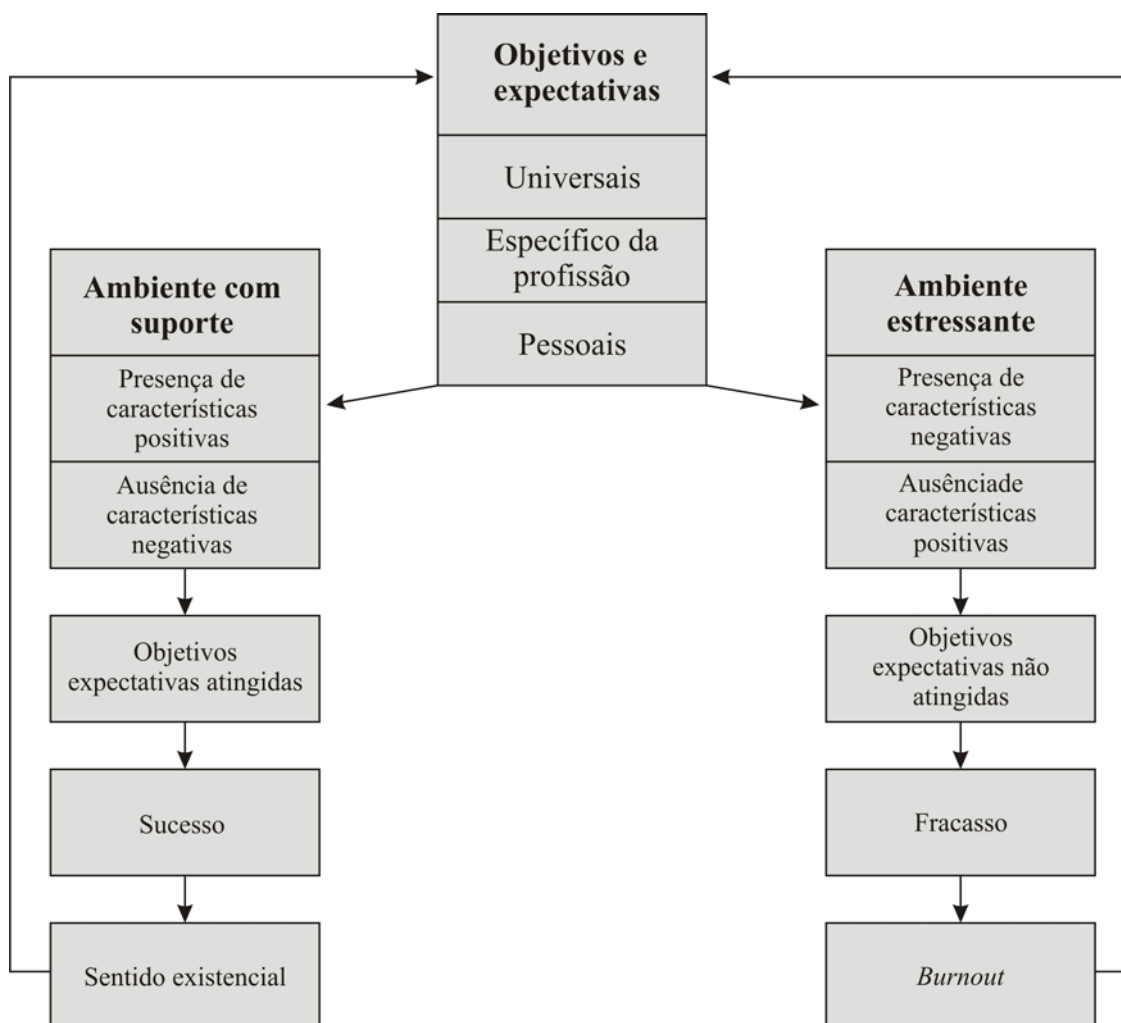 Objetivos e
expectativas
Universais
Específico da
profissão
Pessoais
Ambiente com
suporte
Presença de
características
positivas
Ausência de
características
negativas
Objetivos
expectativas atingidas
Sucesso
Sentido existencial
Ambiente
estressante
Presença de
características
negativas
Ausênciade
características
positivas
Objetivos
expectativas não
atingidas
Fracasso
Burnout